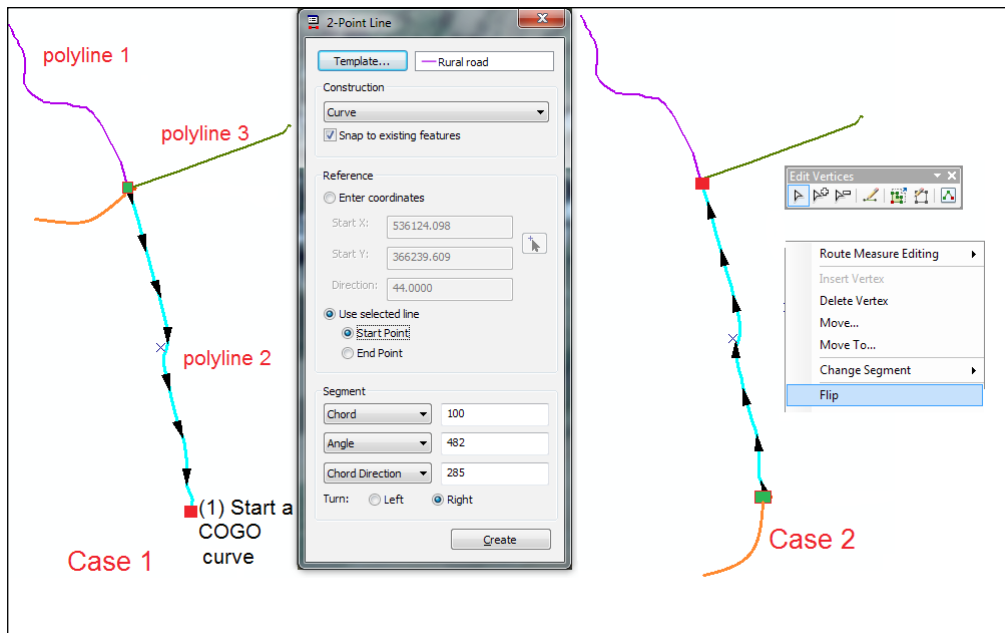 polyline 1
polyline 3
polyline 2
(1) Start a
COGO
curve
Case 1
2-Point Line
Template...
Rural road
Construction
Curve
Snap to existing features
Reference
Enter coordinates
Start X: 536124.098
Start Y: 366239.609
Direction: 44.0000
Use selected line
Start Point
End Point
Segment
Chord 100
Angle 482
Chord Direction 285
Turn: Left Right
Create
Edit Vertices
Route Measure Editing
Insert Vertex
Delete Vertex
Move...
Move To...
Change Segment
Flip
Case 2